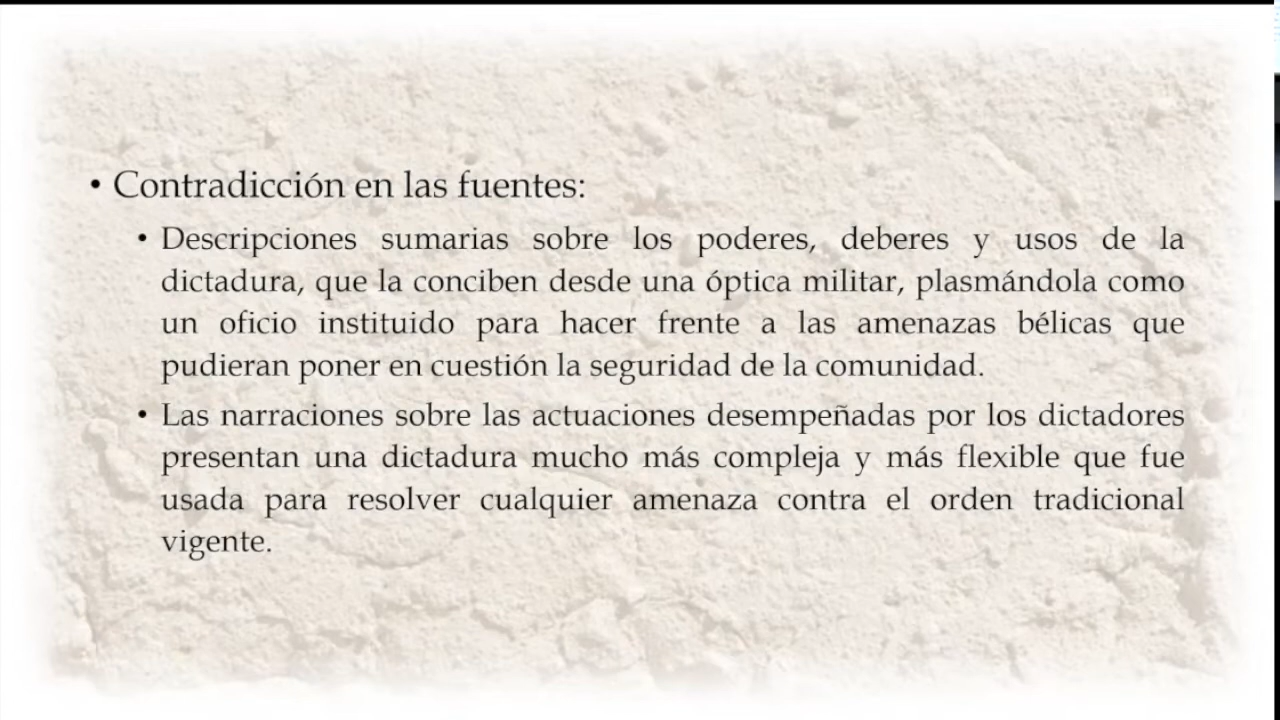 • Contradicción en las fuentes:
• Descripciones sumarias sobre los poderes, deberes y usos de la
dictadura, que la conciben desde una óptica militar, plasmándola como
un oficio instituido para hacer frente a las amenazas bélicas que
pudieran poner en cuestión la seguridad de la comunidad.
• Las narraciones sobre las actuaciones desempeñadas por los dictadores
presentan una dictadura mucho más compleja y más flexible que fue
usada para resolver cualquier amenaza contra el orden tradicional
vigente.